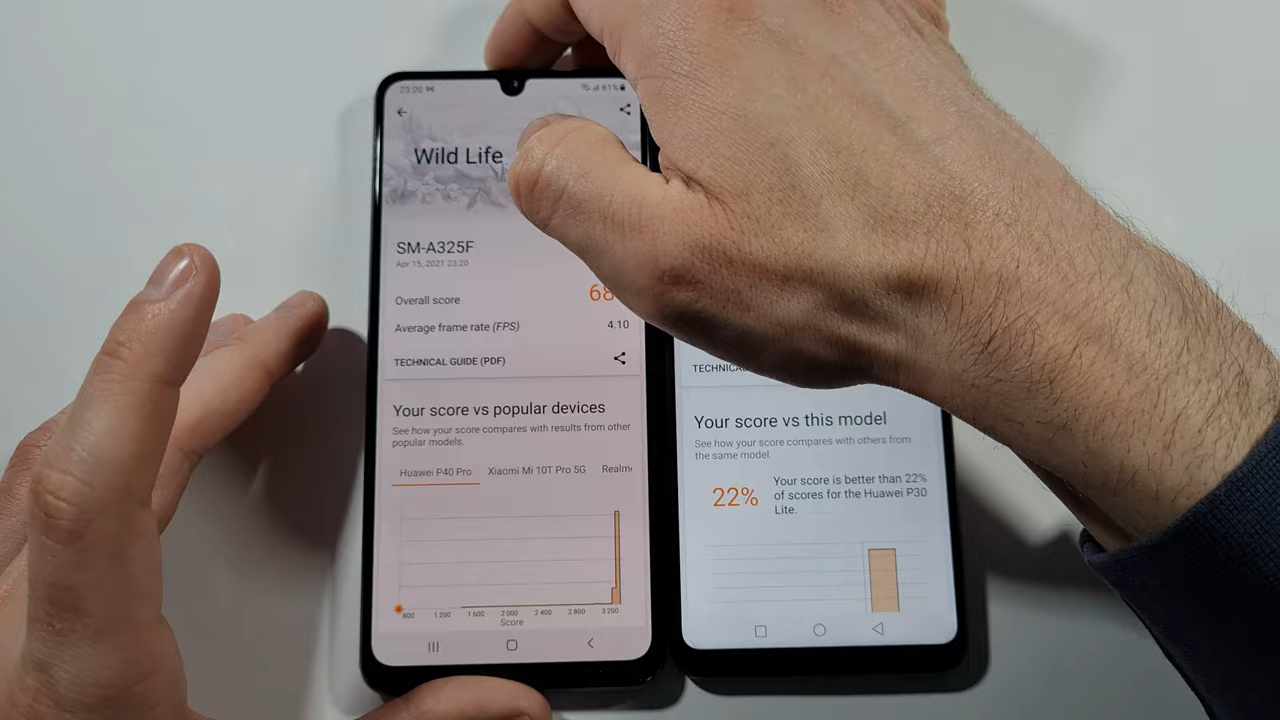 23:20
61%
Wild Life
SM-A325F
Apr 15, 2021 23:20
Overall score
68
Average frame rate (FPS)
4.10
TECHNICAL GUIDE (PDF)
Your score vs popular devices
See how your score compares with results from other
popular models.
Huawei P40 Pro
Xiaomi Mi 10T Pro 5G
Realm
800
1 200
1 600
2 000
2 400
2 800
3 200
Score
TECHNICA
Your score vs this model
See how your score compares with others from
the same model.
22%
Your score is better than 22%
of scores for the Huawei P30
Lite.